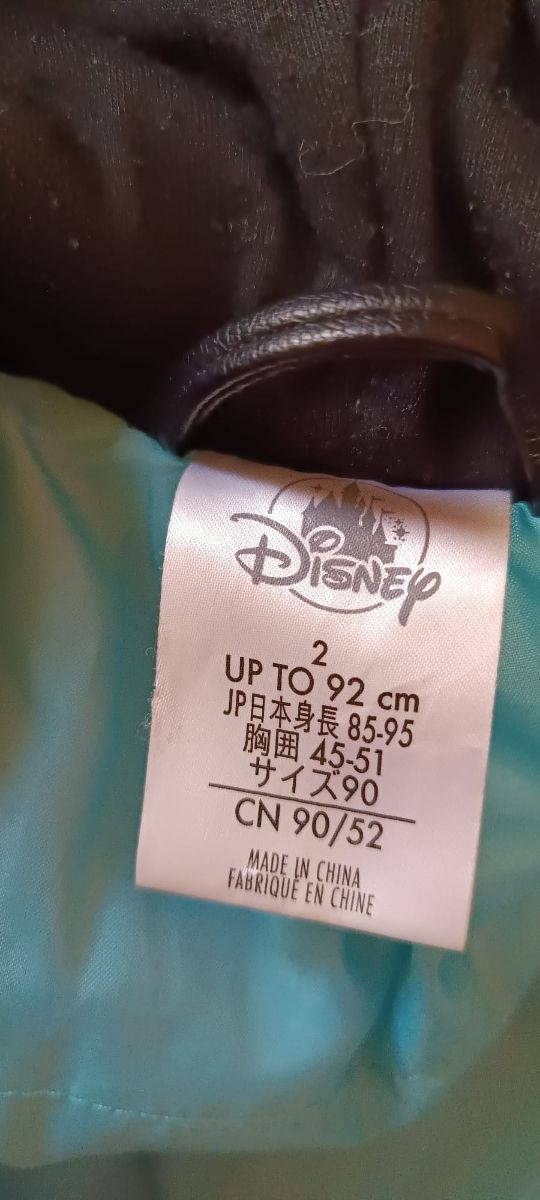 Disney
2
UP TO 92 cm
JP日本身長 85-95
胸囲 45-51
サイズ90
CN 90/52
MADE IN CHINA
FABRIQUÉ EN CHINE